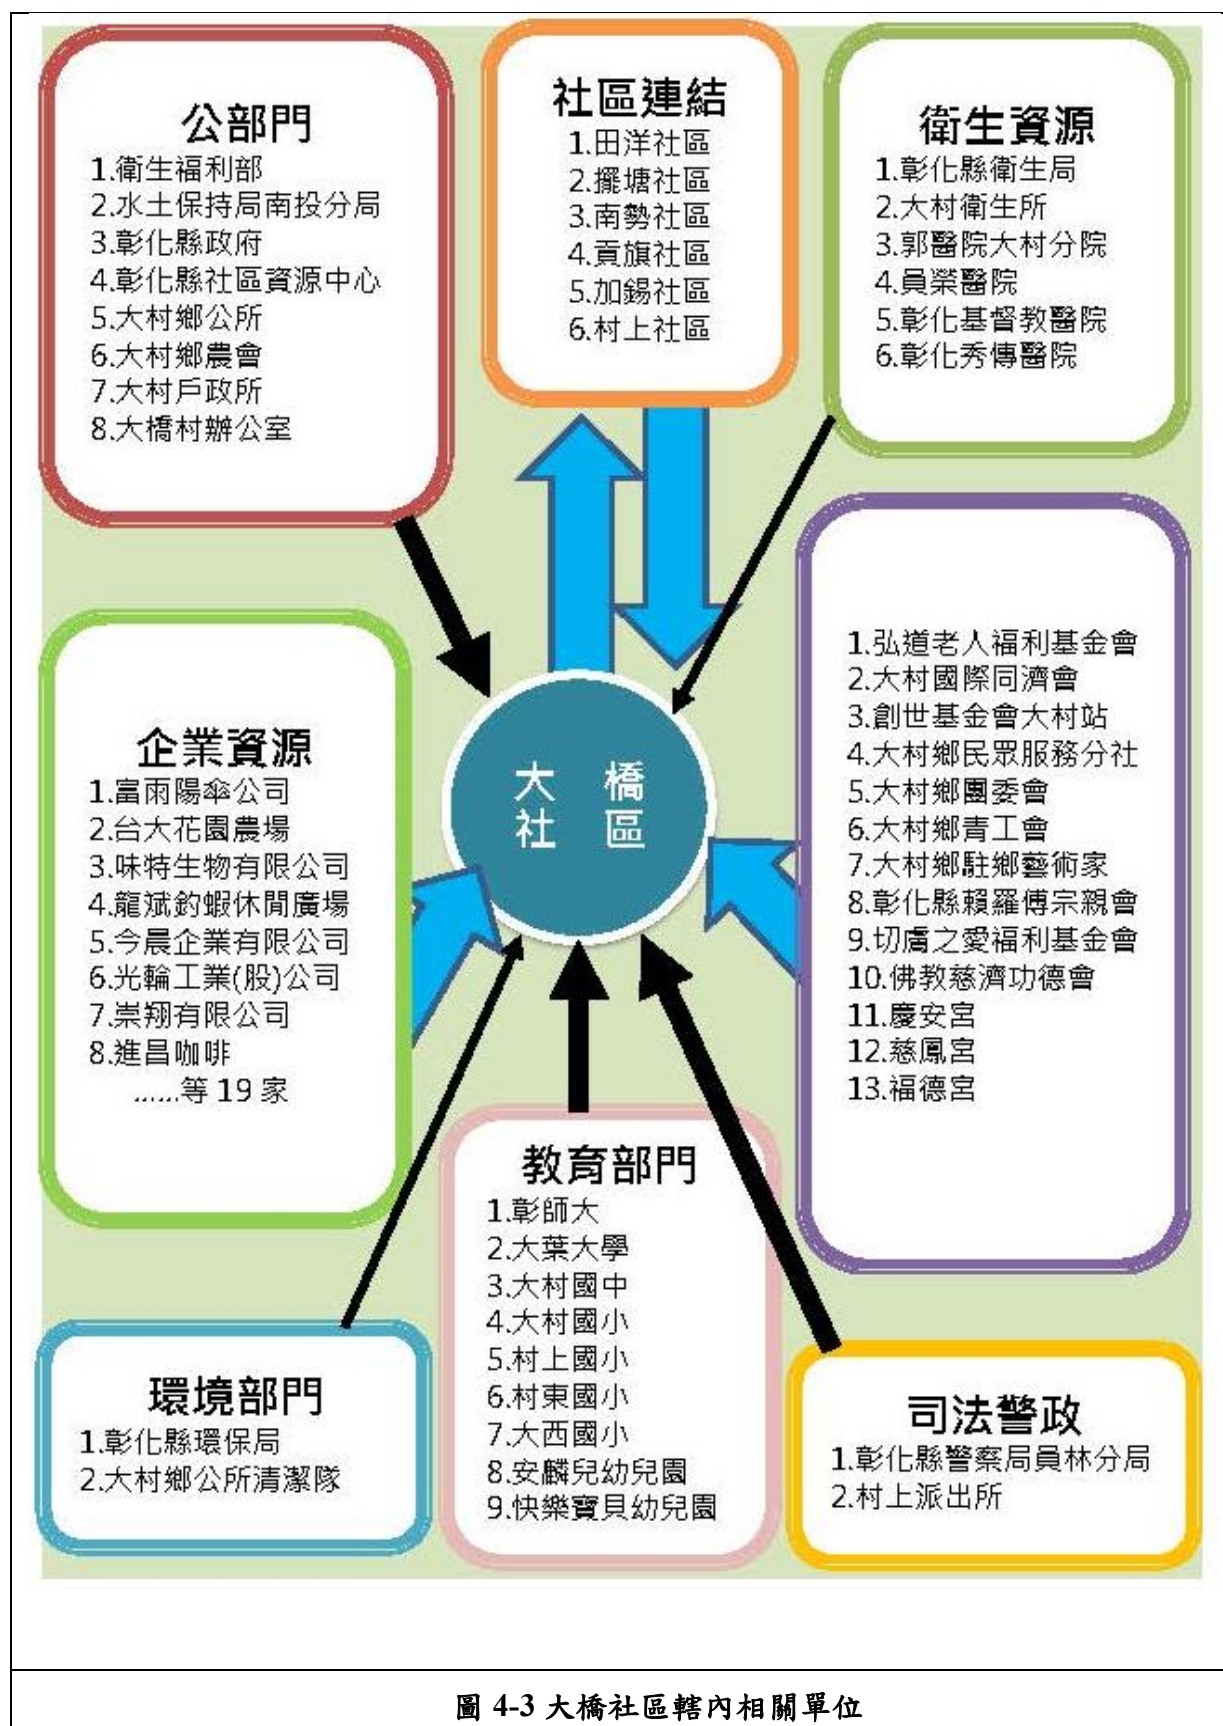 公部門
1.衛生福利部
2.水土保持局南投分局
3.彰化縣政府
4.彰化縣社區資源中心
5.大村鄉公所
6.大村鄉農會
7.大村戶政所
8.大橋村辦公室
社區連結
1.田洋社區
2.擺塘社區
3.南勢社區
4.貢旗社區
5.加錫社區
6.村上社區
衛生資源
1.彰化縣衛生局
2.大村衛生所
3.郭醫院大村分院
4.員榮醫院
5.彰化基督教醫院
6.彰化秀傳醫院
企業資源
1.富雨陽傘公司
2.台大花園農場
3.味特生物有限公司
4.龍滋釣蝦休閒廣場
5.今晨企業有限公司
6.光輪工業(股)公司
7.崇翔有限公司
8.進昌咖啡
......等 19 家
大 橋
社 區
1.弘道老人福利基金會
2.大村國際同濟會
3.創世基金會大村站
4.大村鄉民眾服務分社
5.大村鄉團委會
6.大村鄉青工會
7.大村鄉駐鄉藝術家
8.彰化縣賴羅傅宗親會
9.切膚之愛福利基金會
10.佛教慈濟功德會
11.慶安宮
12.慈鳳宮
13.福德宮
環境部門
1.彰化縣環保局
2.大村鄉公所清潔隊
教育部門
1.彰師大
2.大葉大學
3.大村國中
4.大村國小
5.村上國小
6.村東國小
7.大西國小
8.安麟兒幼兒園
9.快樂寶貝幼兒園
司法警政
1.彰化縣警察局員林分局
2.村上派出所
圖 4-3 大橋社區轄內相關單位